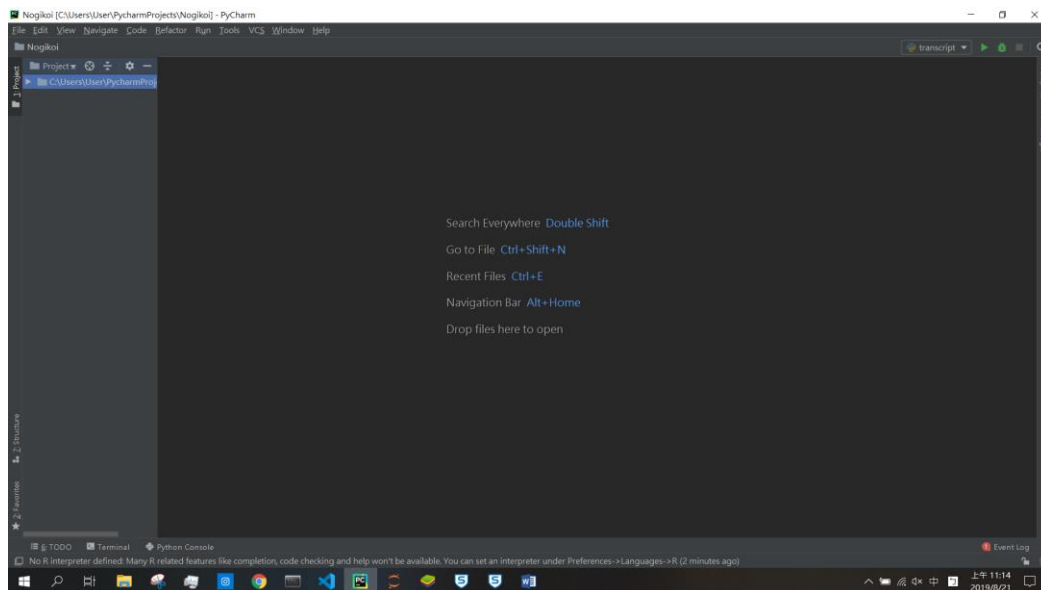 Nogikoi [C:\Users\User\PycharmProjects\Nogikoi] - PyCharm
File Edit View Navigate Code Refactor Run Tools VCS Window Help
Nogikoi
transcript
Project
1: Project
C:\Users\User\PycharmProj
Search Everywhere Double Shift
Go to File Ctrl+Shift+N
Recent Files Ctrl+E
Navigation Bar Alt+Home
Drop files here to open
7: Structure
2: Favorites
6: TODO Terminal Python Console
Event Log
No R interpreter defined: Many R related features like completion, code checking and help won't be available. You can set an interpreter under Preferences->Languages->R (2 minutes ago)
中
上午 11:14
2019/8/21